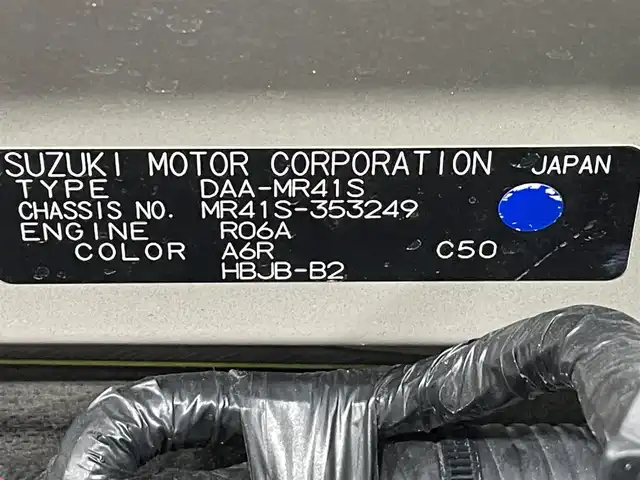 SUZUKI MOTOR CORPORATION JAPAN
TYPE DAA-MR41S
CHASSIS NO. MR41S-353249
ENGINE R06A
COLOR A6R C50
HBJB-B2